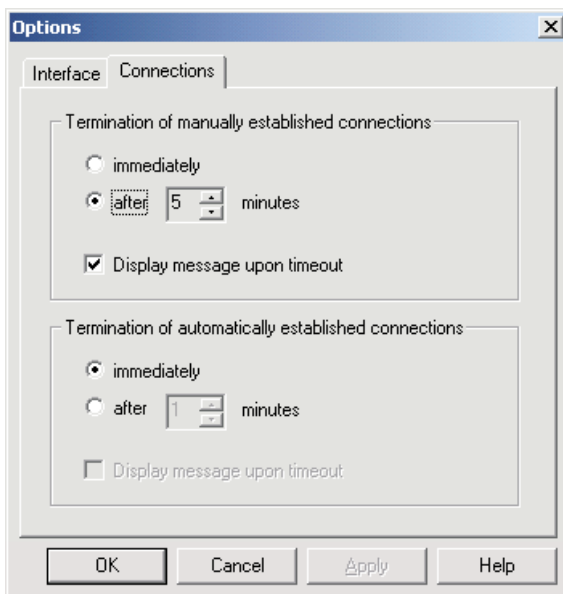 Options
Interface Connections
Termination of manually established connections
immediately
after 5 minutes
Display message upon timeout
Termination of automatically established connections
immediately
after 1 minutes
Display message upon timeout
OK Cancel Apply Help